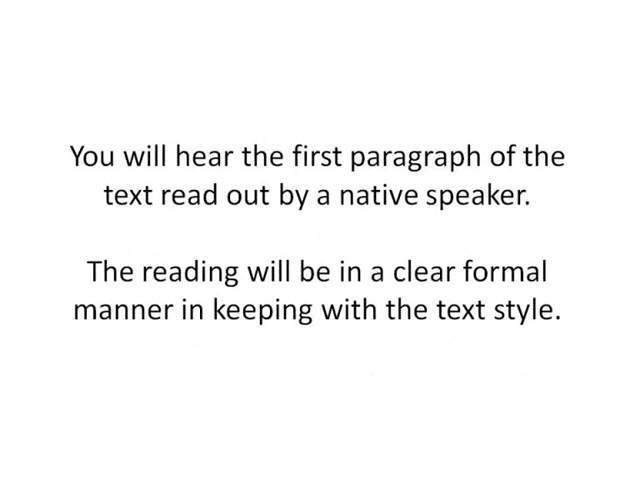 You will hear the first paragraph of the
text read out by a native speaker.
The reading will be in a clear formal
manner in keeping with the text style.